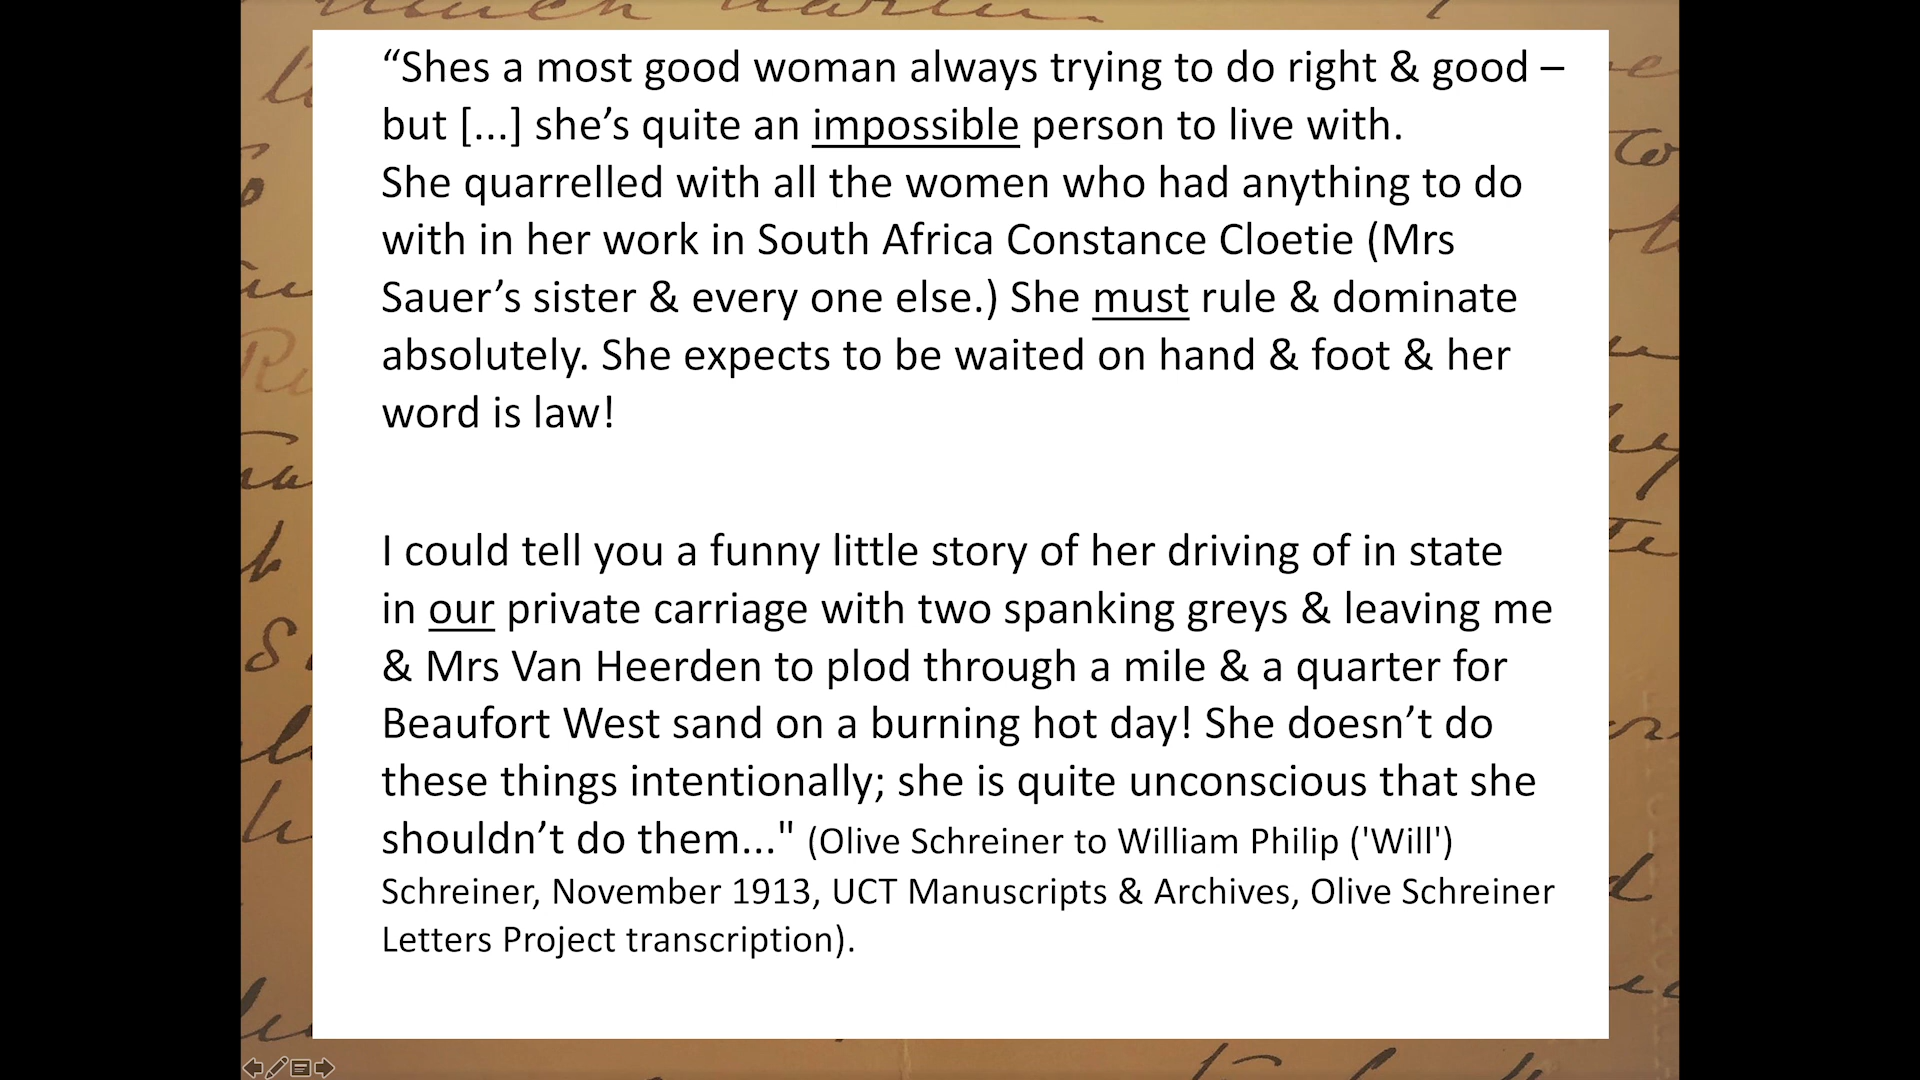 “Shes a most good woman always trying to do right & good –
but [...] she’s quite an impossible person to live with.
She quarrelled with all the women who had anything to do
with in her work in South Africa Constance Cloetie (Mrs
Sauer’s sister & every one else.) She must rule & dominate
absolutely. She expects to be waited on hand & foot & her
word is law!
I could tell you a funny little story of her driving of in state
in our private carriage with two spanking greys & leaving me
& Mrs Van Heerden to plod through a mile & a quarter for
Beaufort West sand on a burning hot day! She doesn’t do
these things intentionally; she is quite unconscious that she
shouldn’t do them..." (Olive Schreiner to William Philip ('Will')
Schreiner, November 1913, UCT Manuscripts & Archives, Olive Schreiner
Letters Project transcription).